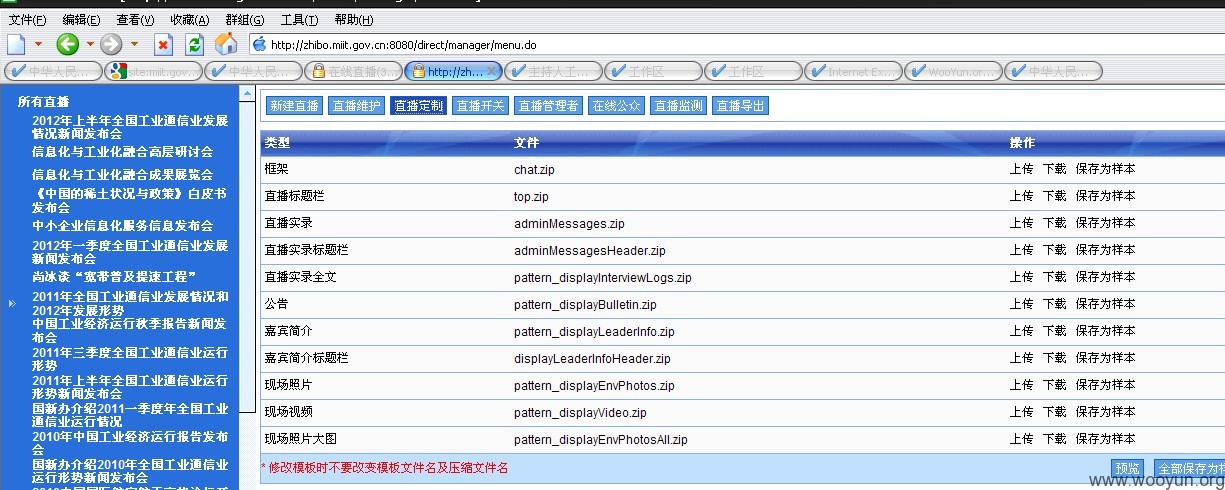 文件(F) 编辑(E) 查看(V) 收藏(A) 群组(G) 工具(T) 帮助(H)
http://zhibo.miit.gov.cn:8080/direct/manager/menu.do
中华人民... site:miit.gov... 中华人民... 在线直播(3... http://zh... 主持人工... 工作区 工作区 Internet Ex... WooYun.or... 中华人民...
所有直播
2012年上半年全国工业通信业发展
情况新闻发布会
信息化与工业化融合高层研讨会
信息化与工业化融合成果展览会
《中国的稀土状况与政策》白皮书
发布会
中小企业信息化服务信息发布会
2012年一季度全国工业通信业发展
新闻发布会
尚冰谈“宽带普及提速工程”
2011年全国工业通信业发展情况和
2012年发展形势
中国工业经济运行秋季报告新闻发
布会
2011年三季度全国工业通信业运行
形势
2011年上半年全国工业通信业运行
形势新闻发布会
国新办介绍2011一季度年全国工业
通信业运行情况
2010年中国工业经济运行报告发布
会
国新办介绍2010年全国工业通信业
运行形势新闻发布会
新建直播 直播维护 直播定制 直播开关 直播管理者 在线公众 直播监测 直播导出
类型 文件 操作
框架 chat.zip 上传 下载 保存为样本
直播标题栏 top.zip 上传 下载 保存为样本
直播实录 adminMessages.zip 上传 下载 保存为样本
直播实录标题栏 adminMessagesHeader.zip 上传 下载 保存为样本
直播实录全文 pattern_displayInterviewLogs.zip 上传 下载 保存为样本
公告 pattern_displayBulletin.zip 上传 下载 保存为样本
嘉宾简介 pattern_displayLeaderInfo.zip 上传 下载 保存为样本
嘉宾简介标题栏 displayLeaderInfoHeader.zip 上传 下载 保存为样本
现场照片 pattern_displayEnvPhotos.zip 上传 下载 保存为样本
现场视频 pattern_displayVideo.zip 上传 下载 保存为样本
现场照片大图 pattern_displayEnvPhotosAll.zip 上传 下载 保存为样本
* 修改模板时不要改变模板文件名及压缩文件名
预览 全部保存为样
www.wooyun.org